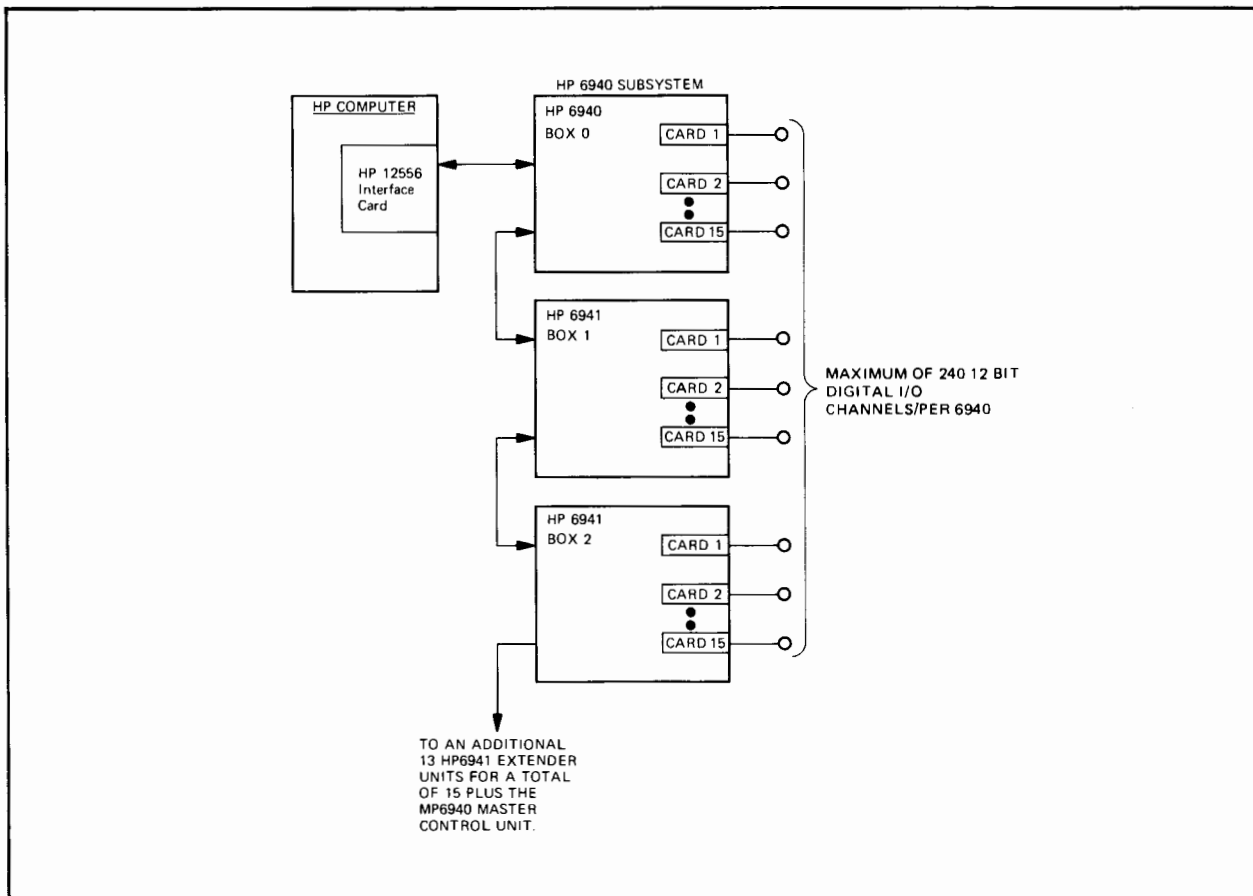 HP COMPUTER
HP 12556
Interface
Card
HP 6940 SUBSYSTEM
HP 6940
BOX 0
CARD 1
CARD 2
CARD 15
HP 6941
BOX 1
CARD 1
CARD 2
CARD 15
HP 6941
BOX 2
CARD 1
CARD 2
CARD 15
MAXIMUM OF 240 12 BIT
DIGITAL I/O
CHANNELS/PER 6940
TO AN ADDITIONAL
13 HP6941 EXTENDER
UNITS FOR A TOTAL
OF 15 PLUS THE
MP6940 MASTER
CONTROL UNIT.